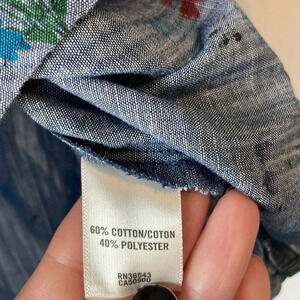 60% COTTON/COTON
40% POLYESTER
RN36543
CA50900